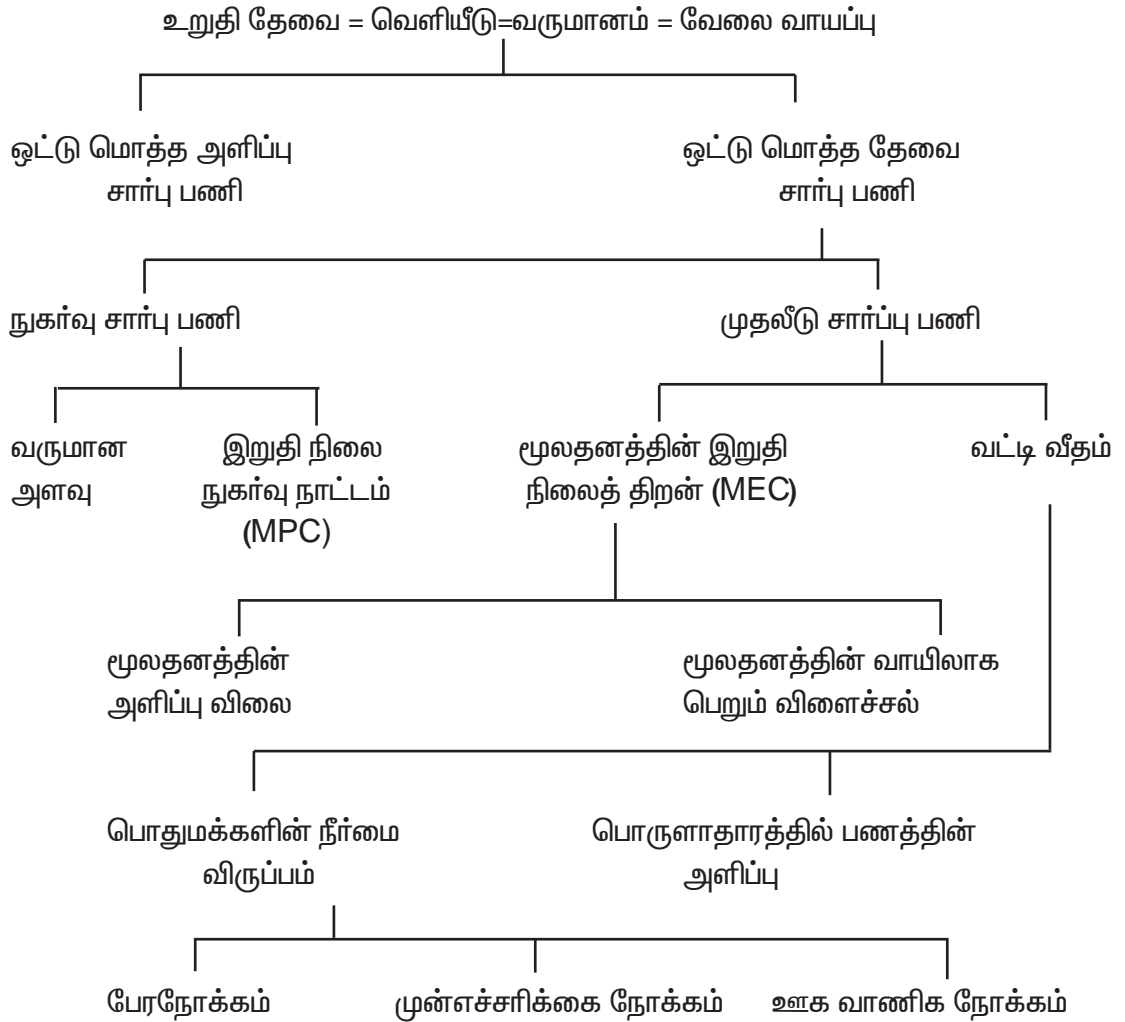 உறுதி தேவை = வெளியீடு=வருமானம் = வேலை வாயப்பு
ஒட்டு மொத்த அளிப்பு
சார்பு பணி
ஒட்டு மொத்த தேவை
சார்பு பணி
நுகர்வு சார்பு பணி
முதலீடு சார்ப்பு பணி
வருமான
அளவு
இறுதி நிலை
நுகர்வு நாட்டம்
(MPC)
மூலதனத்தின் இறுதி
நிலைத் திறன் (MEC)
வட்டி வீதம்
மூலதனத்தின்
அளிப்பு விலை
மூலதனத்தின் வாயிலாக
பெறும் விளைச்சல்
பொதுமக்களின் நீர்மை
விருப்பம்
பொருளாதாரத்தில் பணத்தின்
அளிப்பு
பேரநோக்கம்
முன்எச்சரிக்கை நோக்கம்
ஊக வாணிக நோக்கம்